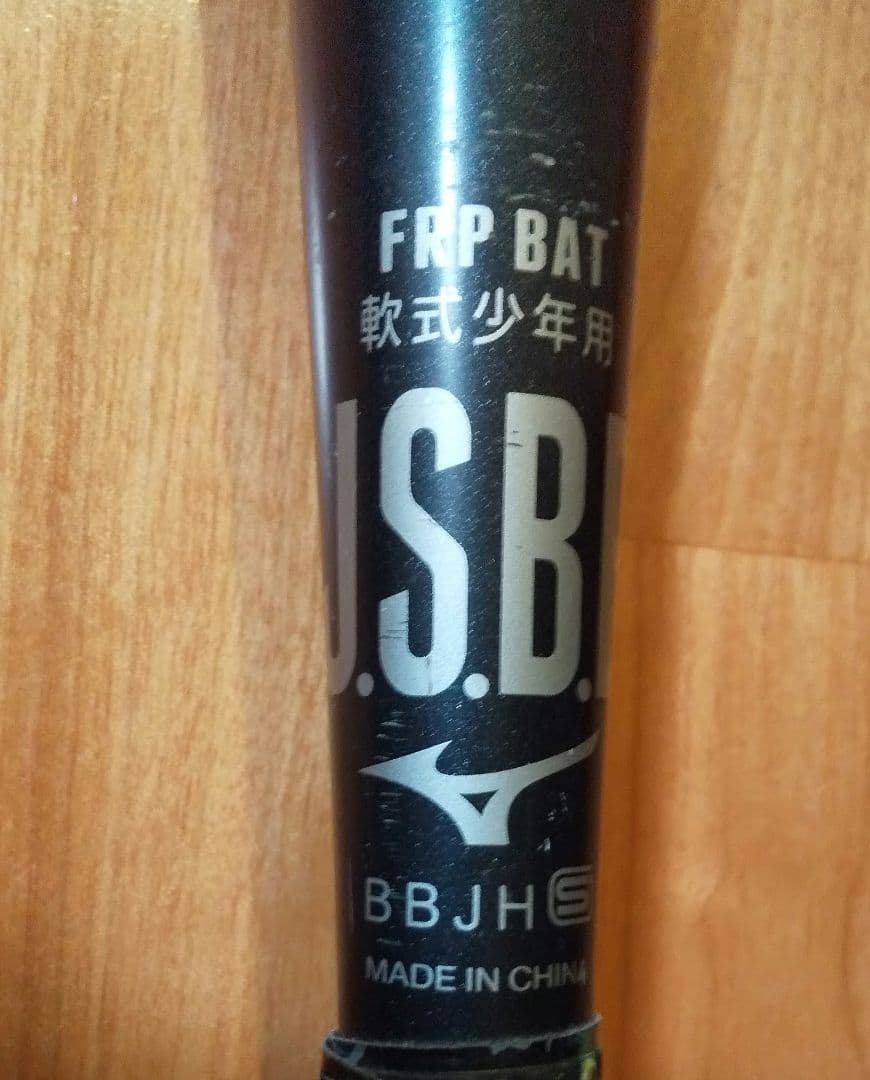 FRP BAT
軟式少年用
J.S.B.B
BBJH S
MADE IN CHINA